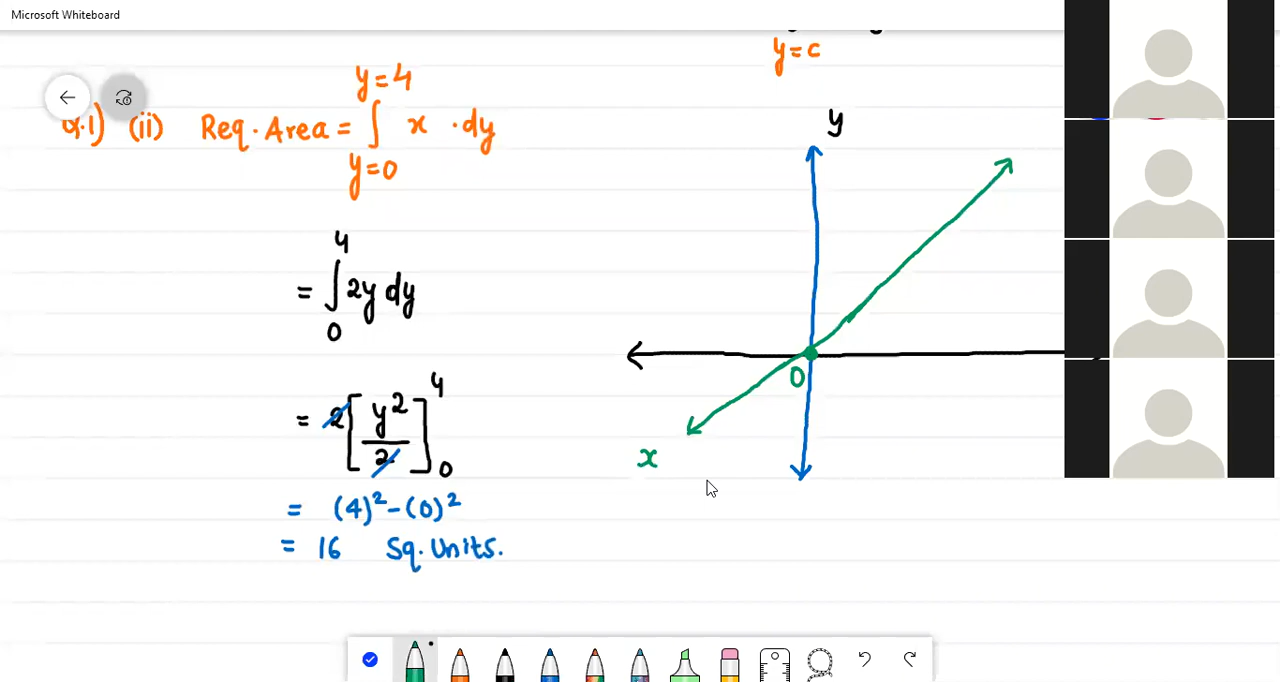 Microsoft Whiteboard
y = c
y = 4
Q.1) (ii) Req. Area = ∫ x · dy
y = 0
4
= ∫ 2y dy
0
= 2 [ y² / 2 ] 4 0
= (4)² - (0)²
= 16 Sq. Units.
y
0
x